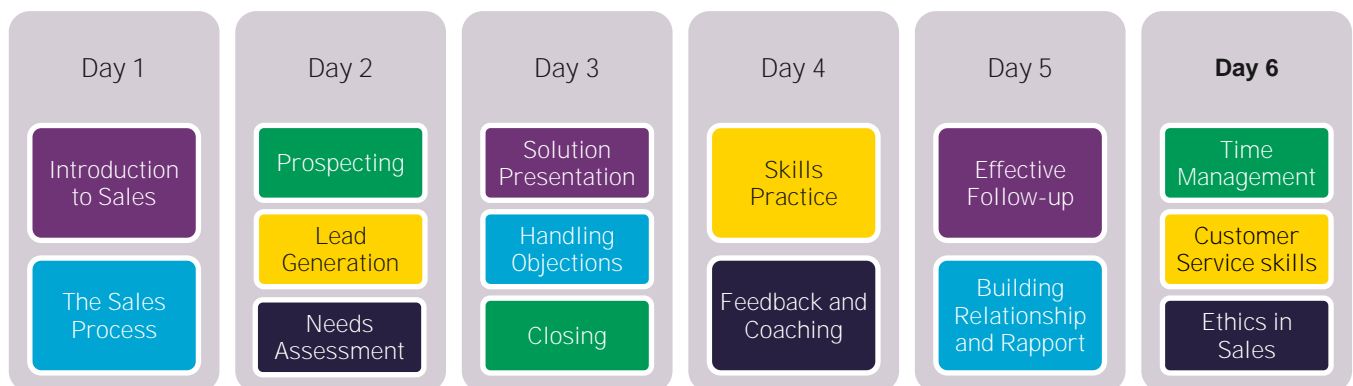 Day 1
Introduction
to Sales
The Sales
Process
Day 2
Prospecting
Lead
Generation
Needs
Assessment
Day 3
Solution
Presentation
Handling
Objections
Closing
Day 4
Skills
Practice
Feedback and
Coaching
Day 5
Effective
Follow-up
Building
Relationship
and Rapport
Day 6
Time
Management
Customer
Service skills
Ethics in
Sales